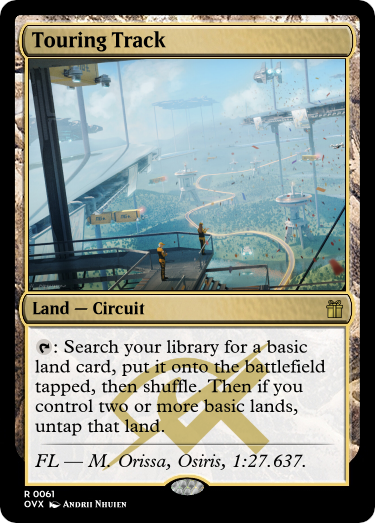 Touring Track
Land — Circuit
: Search your library for a basic
land card, put it onto the battlefield
tapped, then shuffle. Then if you
control two or more basic lands,
untap that land.
FL — M. Orissa, Osiris, 1:27.637.
R 0061
OVX Andrii Nhuien